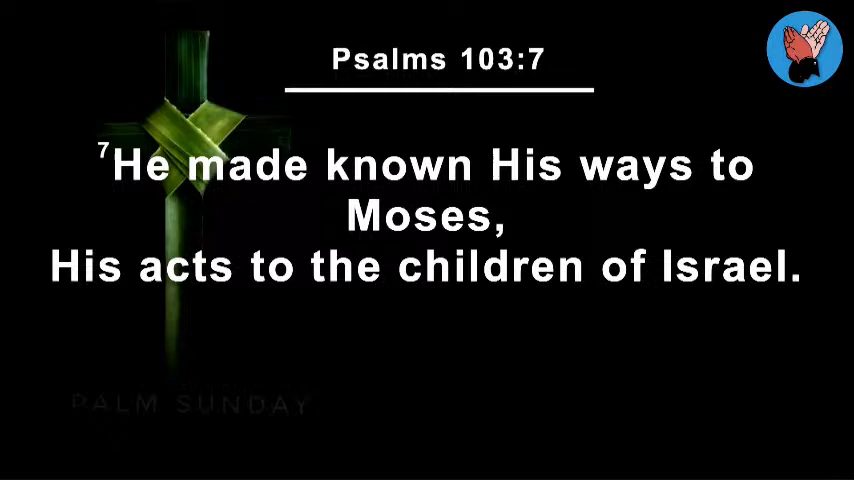 Psalms 103:7
7He made known His ways to
Moses,
His acts to the children of Israel.
PALM SUNDAY